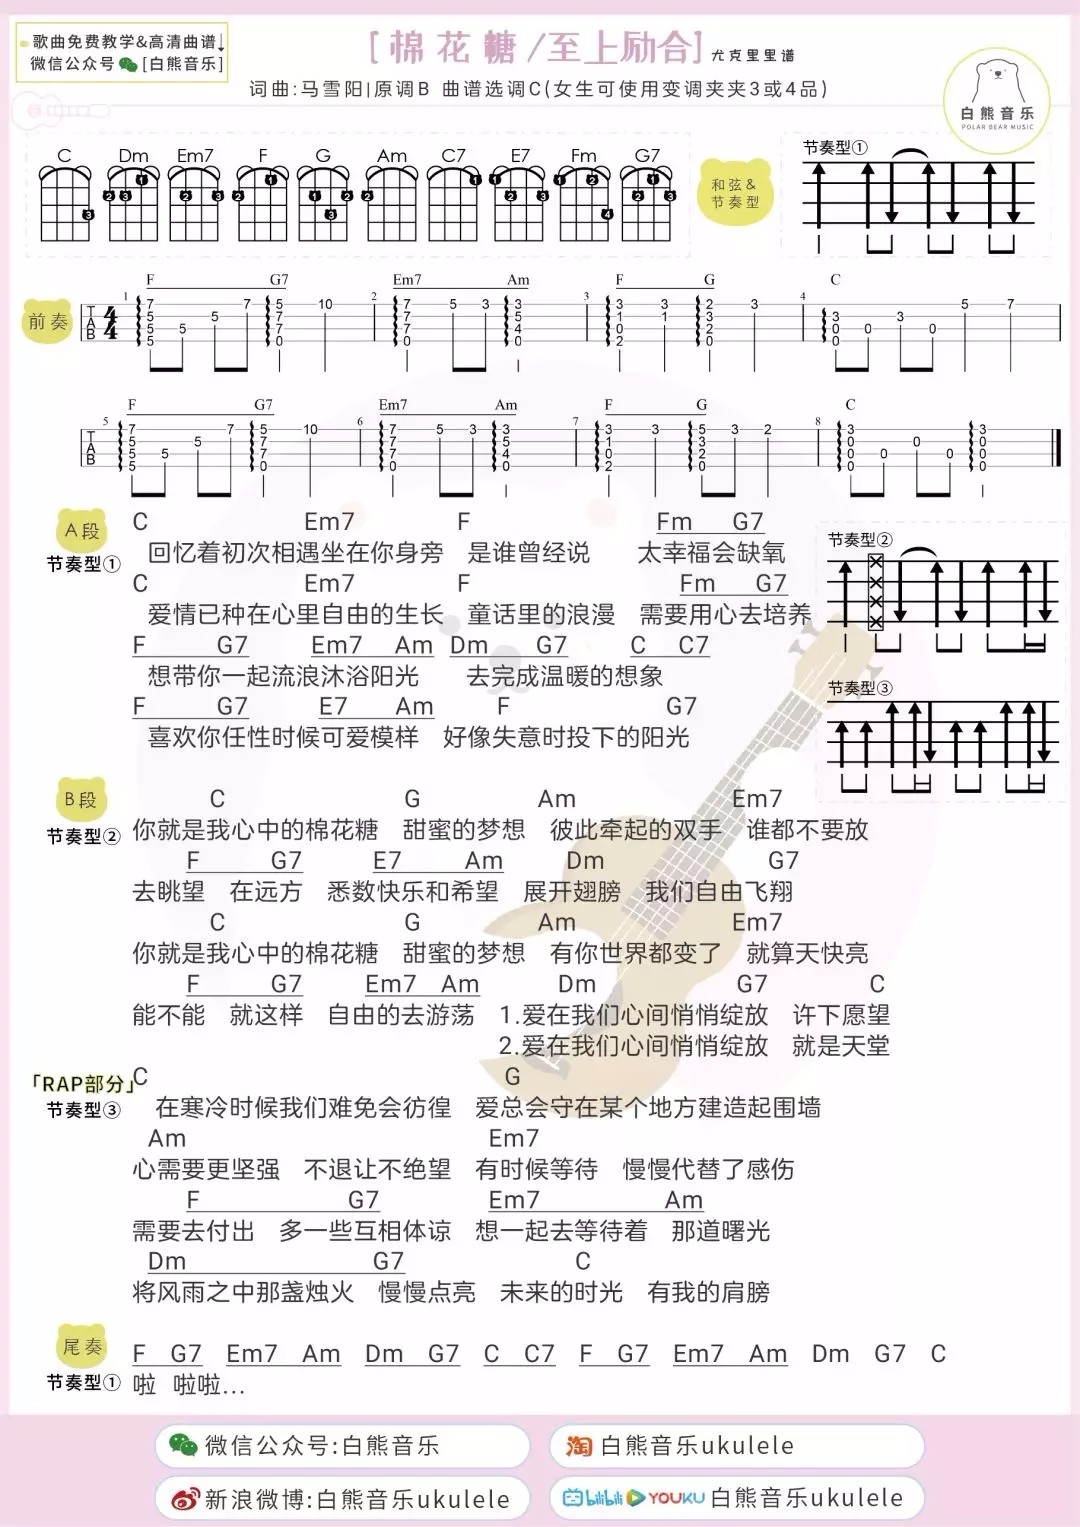 歌曲免费教学&高清曲谱↓
微信公众号 [白熊音乐]
[棉花糖/至上励合] 尤克里里谱
词曲:马雪阳|原调B 曲谱选调C(女生可使用变调夹夹3或4品)
白熊音乐
POLAR BEAR MUSIC
C Dm Em7 F G Am C7 E7 Fm G7
和弦&
节奏型
节奏型①
前奏
F G7 Em7 Am F G C
F G7 Em7 Am F G C
A段
节奏型①
C Em7 F Fm G7
回忆着初次相遇坐在你身旁 是谁曾经说 太幸福会缺氧
C Em7 F Fm G7
爱情已种在心里自由的生长 童话里的浪漫 需要用心去培养
F G7 Em7 Am Dm G7 C C7
想带你一起流浪沐浴阳光 去完成温暖的想象
F G7 E7 Am F G7
喜欢你任性时候可爱模样 好像失意时投下的阳光
节奏型②
节奏型③
B段
节奏型②
C G Am Em7
你就是我心中的棉花糖 甜蜜的梦想 彼此牵起的双手 谁都不要放
F G7 E7 Am Dm G7
去眺望 在远方 悉数快乐和希望 展开翅膀 我们自由飞翔
C G Am Em7
你就是我心中的棉花糖 甜蜜的梦想 有你世界都变了 就算天快亮
F G7 Em7 Am Dm G7 C
能不能 就这样 自由的去游荡 1.爱在我们心间悄悄绽放 许下愿望
2.爱在我们心间悄悄绽放 就是天堂
「RAP部分」
节奏型③
C G
在寒冷时候我们难免会彷徨 爱总会守在某个地方建造起围墙
Am Em7
心需要更坚强 不退让不绝望 有时候等待 慢慢代替了感伤
F G7 Em7 Am
需要去付出 多一些互相体谅 想一起去等待着 那道曙光
Dm G7 C
将风雨之中那盏烛火 慢慢点亮 未来的时光 有我的肩膀
尾奏
节奏型①
F G7 Em7 Am Dm G7 C C7 F G7 Em7 Am Dm G7 C
啦 啦啦...
微信公众号:白熊音乐
淘 白熊音乐ukulele
新浪微博:白熊音乐ukulele
bilibili YOUKU 白熊音乐ukulele